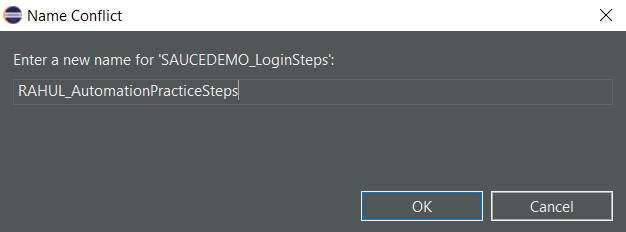 Name Conflict
Enter a new name for 'SAUCEDEMO_LoginSteps':
RAHUL_AutomationPracticeSteps
OK
Cancel